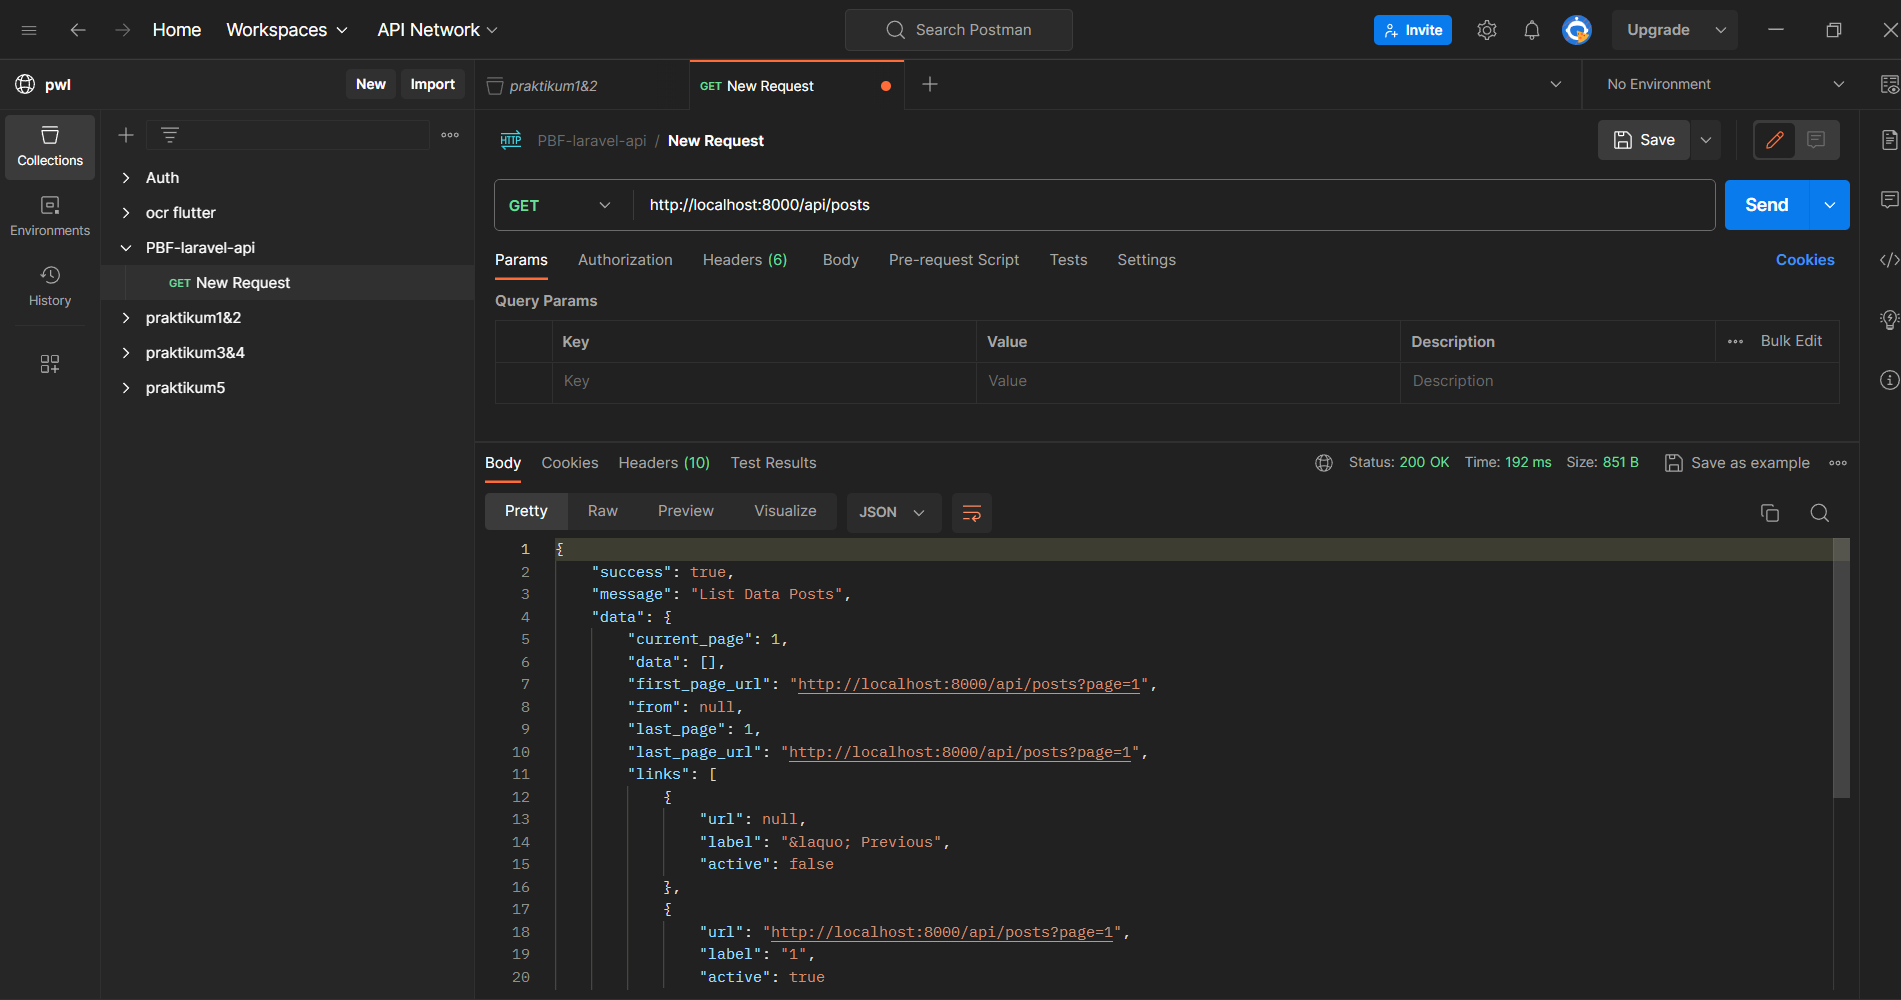 Home Workspaces API Network Search Postman Invite Upgrade
pwl New Import praktikum1&2 GET New Request No Environment
Collections
Environments
History
Auth
ocr flutter
PBF-laravel-api
GET New Request
praktikum1&2
praktikum3&4
praktikum5
HTTP PBF-laravel-api / New Request Save
GET http://localhost:8000/api/posts Send
Params Authorization Headers (6) Body Pre-request Script Tests Settings Cookies
Query Params
Key Value Description Bulk Edit
Key Value Description
Body Cookies Headers (10) Test Results Status: 200 OK Time: 192 ms Size: 851 B Save as example
Pretty Raw Preview Visualize JSON
1 {
2 "success": true,
3 "message": "List Data Posts",
4 "data": {
5 "current_page": 1,
6 "data": [],
7 "first_page_url": "http://localhost:8000/api/posts?page=1",
8 "from": null,
9 "last_page": 1,
10 "last_page_url": "http://localhost:8000/api/posts?page=1",
11 "links": [
12 {
13 "url": null,
14 "label": "&laquo; Previous",
15 "active": false
16 },
17 {
18 "url": "http://localhost:8000/api/posts?page=1",
19 "label": "1",
20 "active": true